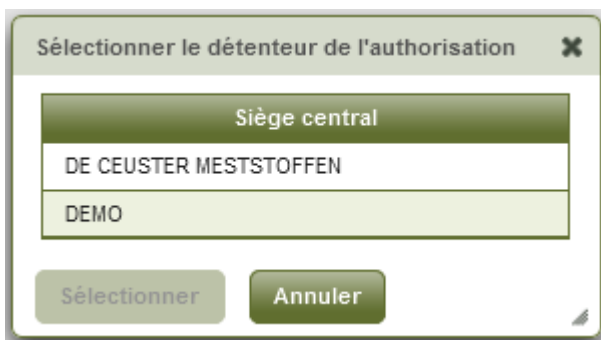 Sélectionner le détenteur de l'authorisation
Siège central
DE CEUSTER MESTSTOFFEN
DEMO
Sélectionner Annuler